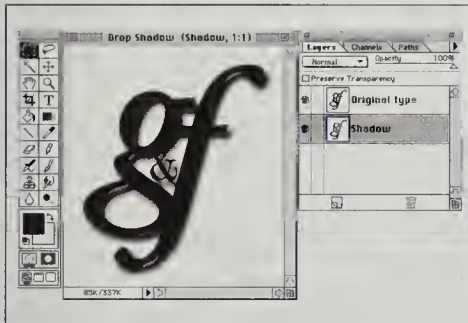 Drop Shadow (Shadow, 1:1)
Layers Channels Paths
Normal Opacity 100%
Preserve Transparency
Original type
Shadow
T
g & f
85K/337K